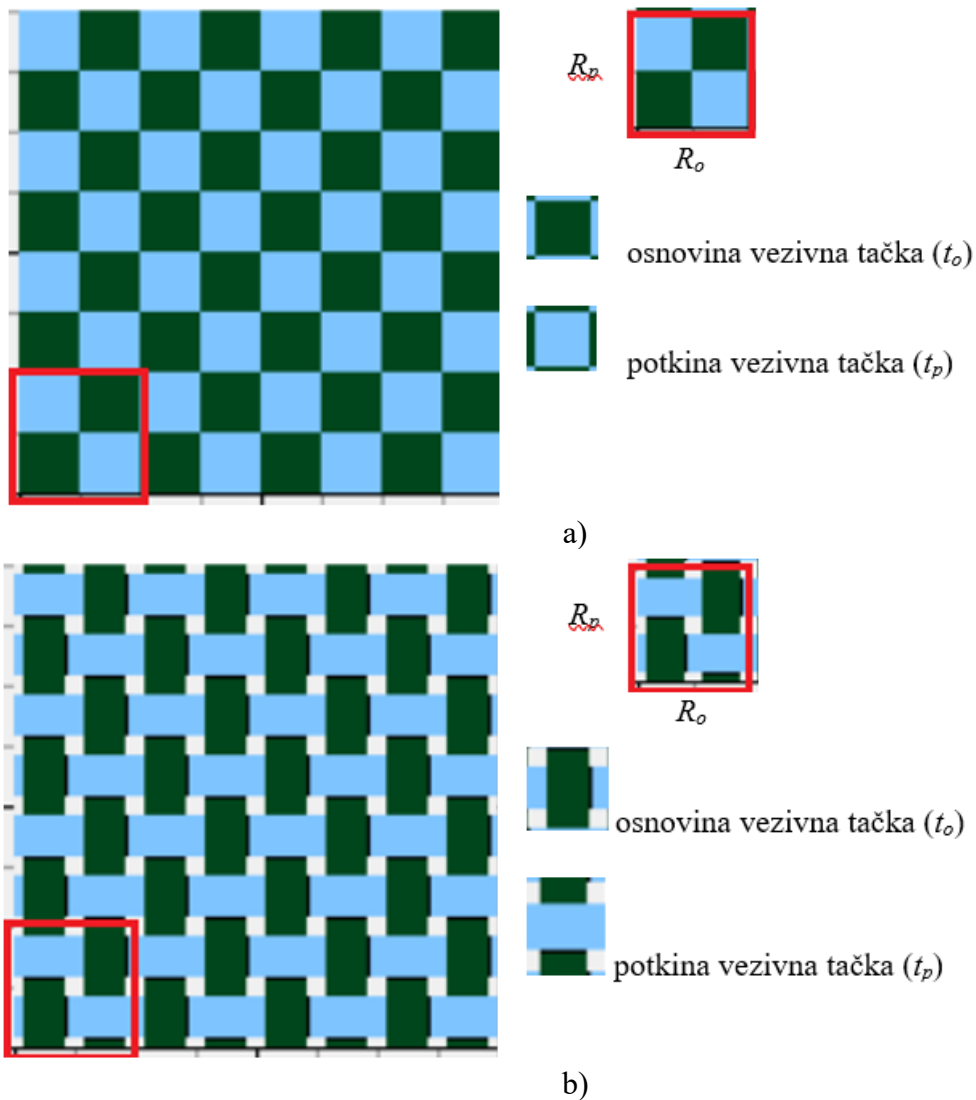 Rp
Ro
osnovina vezivna tačka (to)
potkina vezivna tačka (tp)
a)
Rp
Ro
osnovina vezivna tačka (to)
potkina vezivna tačka (tp)
b)